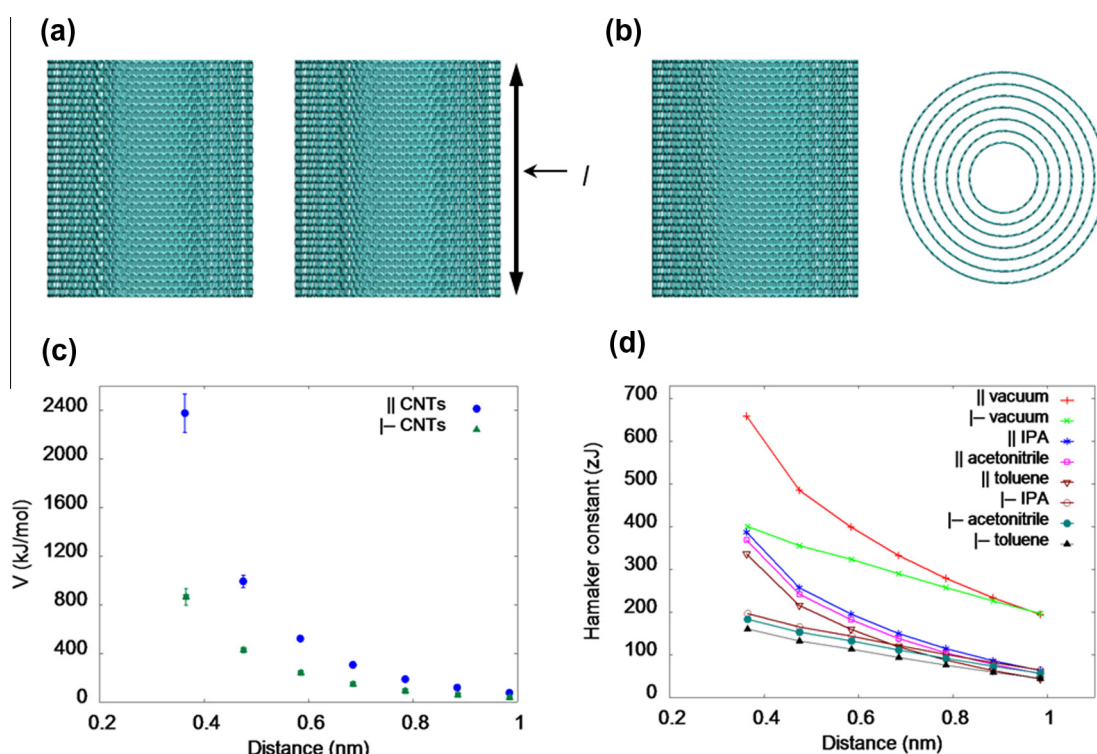 (a)
(b)
l
(c)
(d)
2400
2000
1600
1200
800
400
0
V (kJ/mol)
|| CNTs
|– CNTs
0.2
0.4
0.6
0.8
1
Distance (nm)
700
600
500
400
300
200
100
0
Hamaker constant (zJ)
|| vacuum
|– vacuum
|| IPA
|| acetonitrile
|| toluene
|– IPA
|– acetonitrile
|– toluene
0.2
0.4
0.6
0.8
1
Distance (nm)